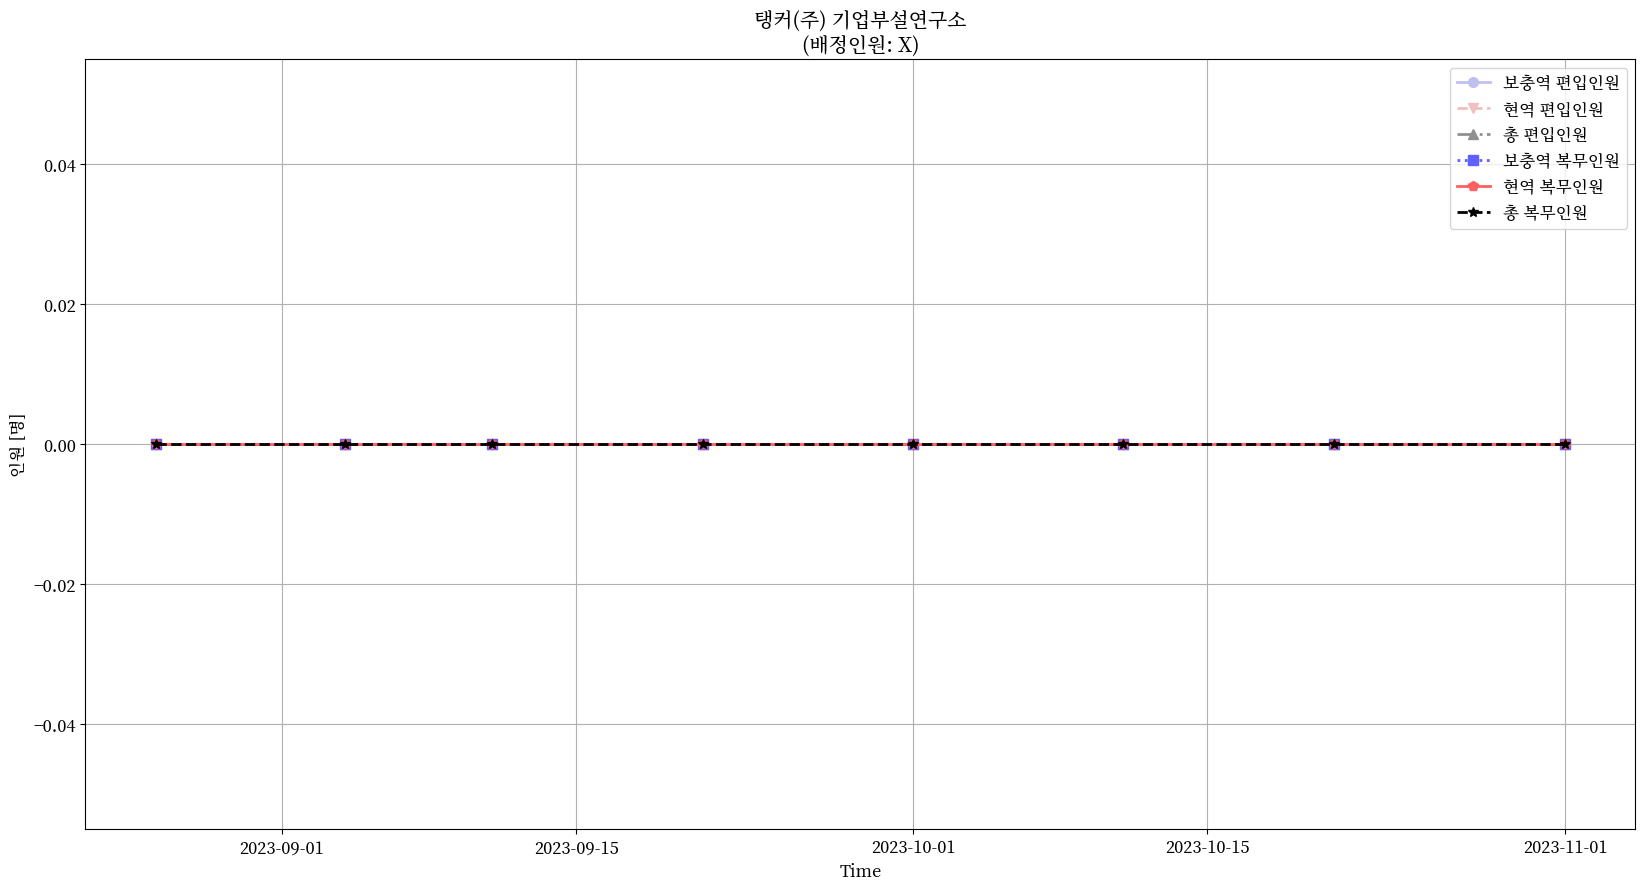 탱커(주) 기업부설연구소
(배정인원: X)
보충역 편입인원
현역 편입인원
총 편입인원
보충역 복무인원
현역 복무인원
총 복무인원
인원 [명]
0.04
0.02
0.00
−0.02
−0.04
2023-09-01
2023-09-15
2023-10-01
2023-10-15
2023-11-01
Time